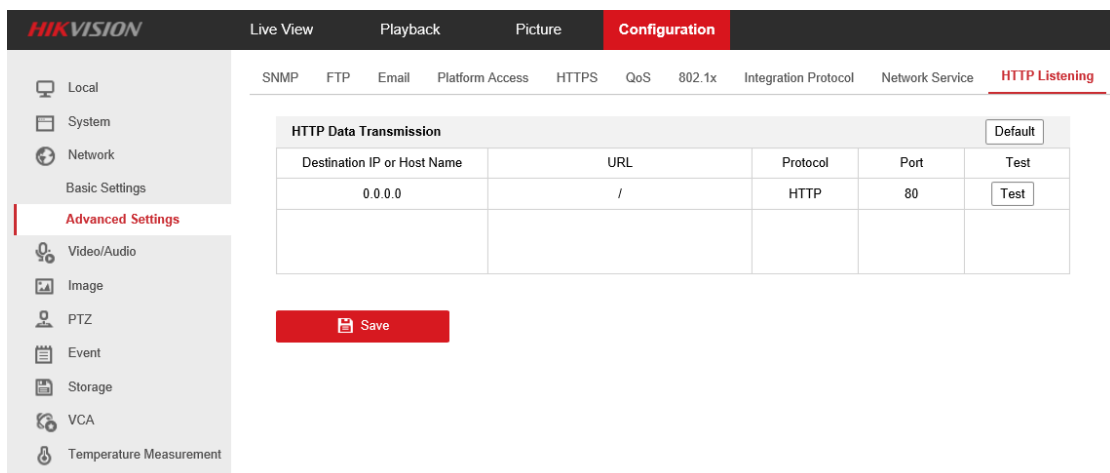 HIKVISION Live View Playback Picture Configuration
SNMP FTP Email Platform Access HTTPS QoS 802.1x Integration Protocol Network Service HTTP Listening
Local
System
Network
Basic Settings
Advanced Settings
Video/Audio
Image
PTZ
Event
Storage
VCA
Temperature Measurement
HTTP Data Transmission Default
Destination IP or Host Name URL Protocol Port Test
0.0.0.0 / HTTP 80 Test
Save